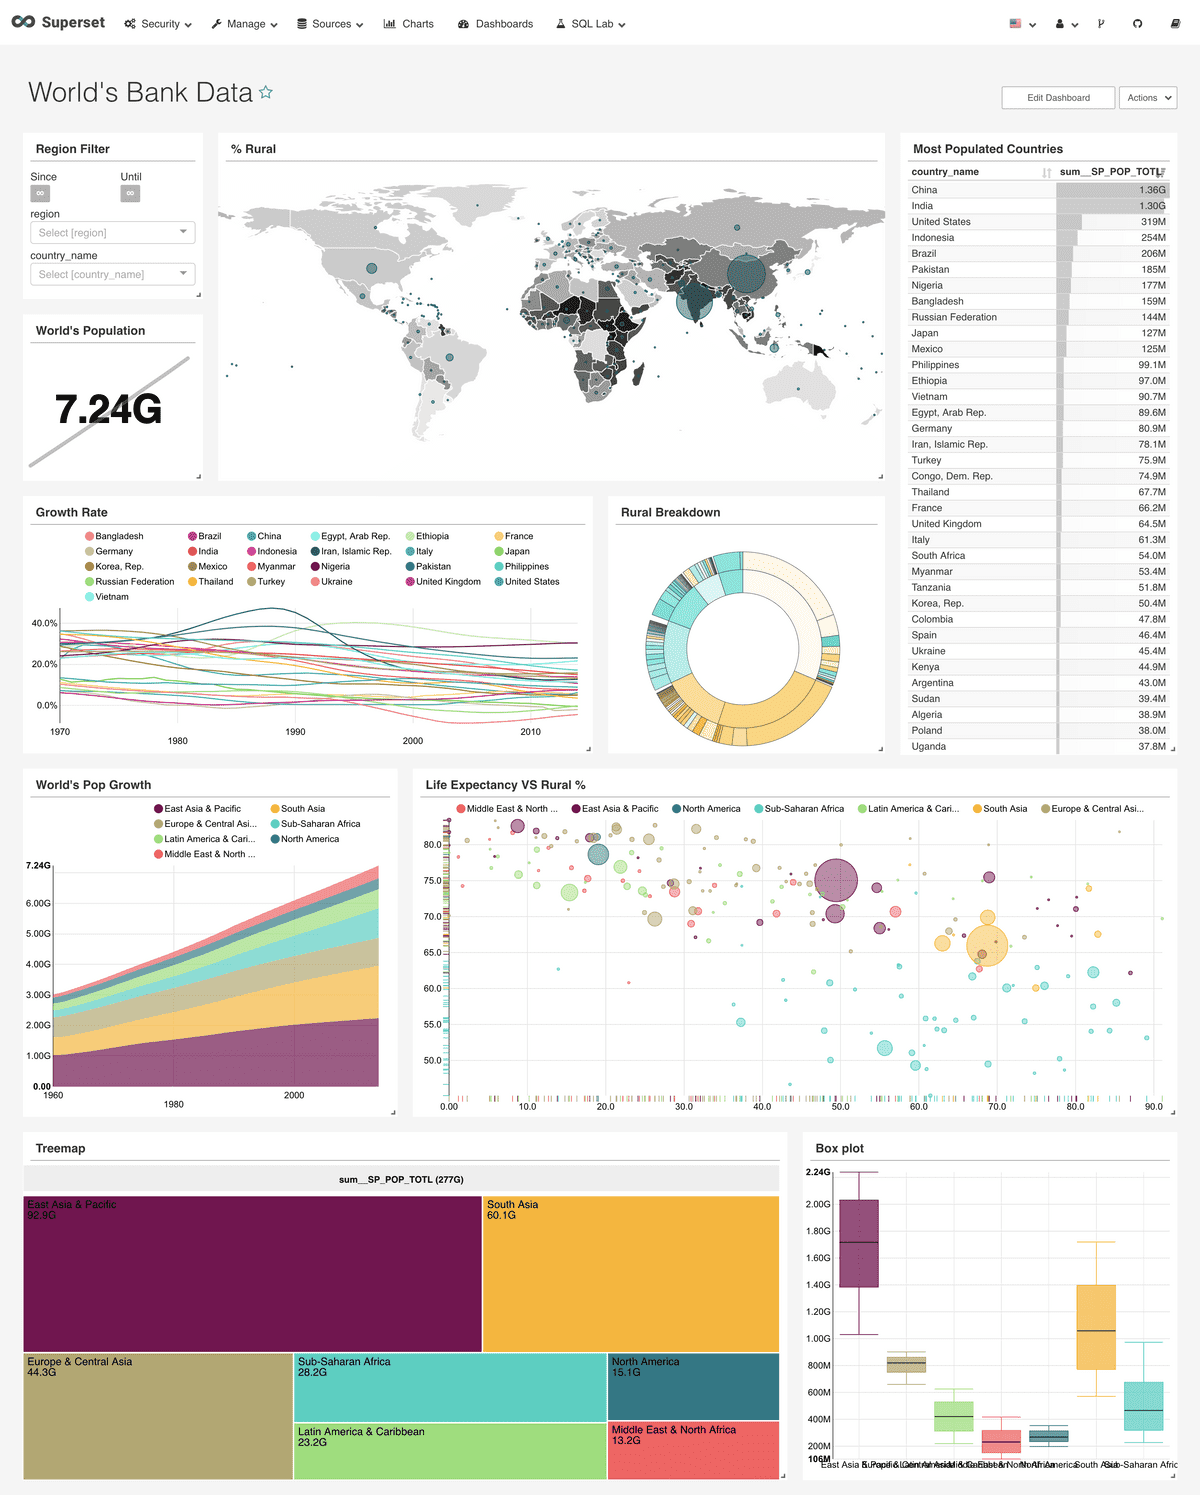 Superset Security Manage Sources Charts Dashboards SQL Lab
World's Bank Data
Edit Dashboard Actions
Region Filter
Since Until
∞ ∞
region
Select [region]
country_name
Select [country_name]
World's Population
7.24G
% Rural
Most Populated Countries
country_name sum__SP_POP_TOTL
China 1.36G
India 1.30G
United States 319M
Indonesia 254M
Brazil 206M
Pakistan 185M
Nigeria 177M
Bangladesh 159M
Russian Federation 144M
Japan 127M
Mexico 125M
Philippines 99.1M
Ethiopia 97.0M
Vietnam 90.7M
Egypt, Arab Rep. 89.6M
Germany 80.9M
Iran, Islamic Rep. 78.1M
Turkey 75.9M
Congo, Dem. Rep. 74.9M
Thailand 67.7M
France 66.2M
United Kingdom 64.5M
Italy 61.3M
South Africa 54.0M
Myanmar 53.4M
Tanzania 51.8M
Korea, Rep. 50.4M
Colombia 47.8M
Spain 46.4M
Ukraine 45.4M
Kenya 44.9M
Argentina 43.0M
Sudan 39.4M
Algeria 38.9M
Poland 38.0M
Uganda 37.8M
Growth Rate
Bangladesh Brazil China Egypt, Arab Rep. Ethiopia France
Germany India Indonesia Iran, Islamic Rep. Italy Japan
Korea, Rep. Mexico Myanmar Nigeria Pakistan Philippines
Russian Federation Thailand Turkey Ukraine United Kingdom United States
Vietnam
40.0%
20.0%
0.0%
1970 1980 1990 2000 2010
Rural Breakdown
World's Pop Growth
East Asia & Pacific South Asia
Europe & Central Asi... Sub-Saharan Africa
Latin America & Cari... North America
Middle East & North ...
7.24G
6.00G
5.00G
4.00G
3.00G
2.00G
1.00G
0.00
1960 1980 2000
Life Expectancy VS Rural %
Middle East & North ... East Asia & Pacific North America Sub-Saharan Africa Latin America & Cari... South Asia Europe & Central Asi...
80.0
75.0
70.0
65.0
60.0
55.0
50.0
0.00 10.0 20.0 30.0 40.0 50.0 60.0 70.0 80.0 90.0
Treemap
sum__SP_POP_TOTL (277G)
East Asia & Pacific
92.9G
South Asia
60.1G
Europe & Central Asia
44.3G
Sub-Saharan Africa
28.2G
North America
15.1G
Latin America & Caribbean
23.2G
Middle East & North Africa
13.2G
Box plot
2.24G
2.00G
1.80G
1.60G
1.40G
1.20G
1.00G
800M
600M
400M
200M
106M
East Asia South Asia Sub-Saharan Afric